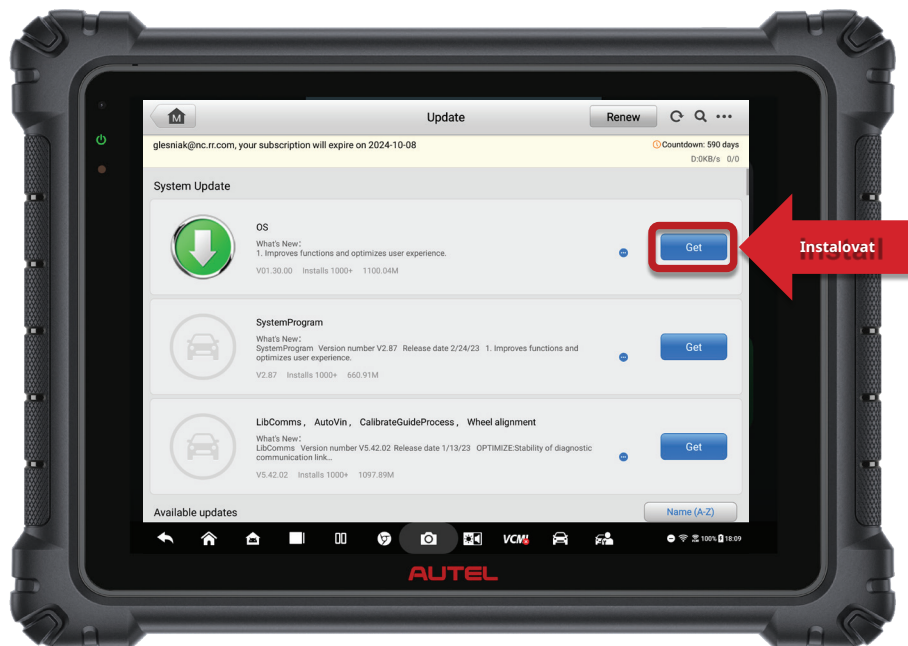 M
Update
Renew
glesniak@nc.rr.com, your subscription will expire on 2024-10-08
Countdown: 590 days
D:0KB/s 0/0
System Update
OS
What's New:
1. Improves functions and optimizes user experience.
V01.30.00 Installs 1000+ 1100.04M
Get
Instalovat
SystemProgram
What's New:
SystemProgram Version number V2.87 Release date 2/24/23 1. Improves functions and
optimizes user experience.
V2.87 Installs 1000+ 660.91M
Get
LibComms, AutoVin, CalibrateGuideProcess, Wheel alignment
What's New:
LibComms Version number V5.42.02 Release date 1/13/23 OPTIMIZE:Stability of diagnostic
communication link...
V5.42.02 Installs 1000+ 1097.89M
Get
Available updates
Name (A-Z)
VCMI
100% 18:09
AUTEL